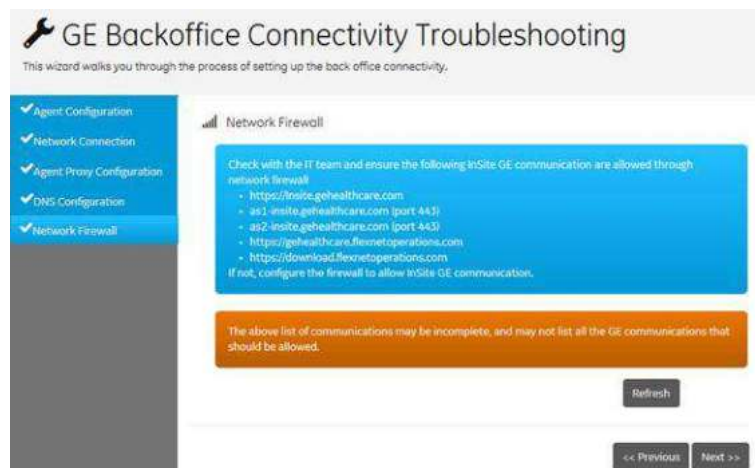 GE Backoffice Connectivity Troubleshooting
This wizard walks you through the process of setting up the back office connectivity.
Agent Configuration
Network Connection
Agent Proxy Configuration
DNS Configuration
Network Firewall
Network Firewall
Check with the IT team and ensure the following InSite GE communication are allowed through
network firewall
• https://insite.gehealthcare.com
• as1-insite.gehealthcare.com (port 443)
• as2-insite.gehealthcare.com (port 443)
• https://gehealthcare.flexnetoperations.com
• https://download.flexnetoperations.com
If not, configure the firewall to allow InSite GE communication.
The above list of communications may be incomplete, and may not list all the GE communications that
should be allowed.
Refresh
<< Previous
Next >>